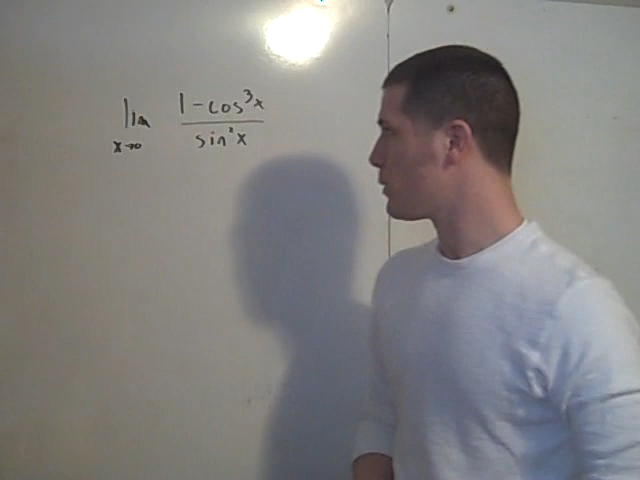 lim 1-cos³x
x→0 sin²x